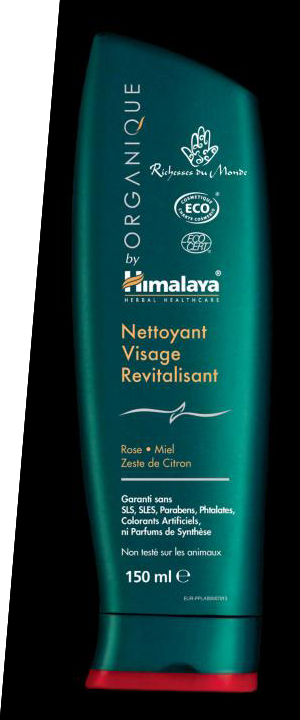 ORGANIQUE
by
Richesses du Monde
COSMETIQUE
ECO
CHARTE COSMEBIO
ECO
CERT
Himalaya®
HERBAL HEALTHCARE
Nettoyant
Visage
Revitalisant
Rose • Miel
Zeste de Citron
Garanti sans
SLS, SLES, Parabens, Phtalates,
Colorants Artificiels,
ni Parfums de Synthèse
Non testé sur les animaux
150 ml ℮